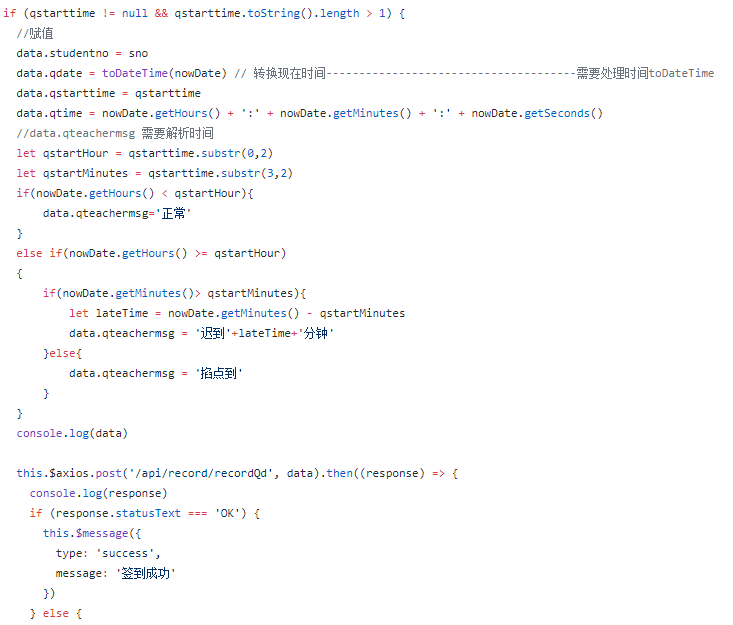 if (qstarttime != null && qstarttime.toString().length > 1) {
  //赋值
  data.studentno = sno
  data.qdate = toDateTime(nowDate) // 转换现在时间--------------------------------------需要处理时间toDateTime
  data.qstarttime = qstarttime
  data.qtime = nowDate.getHours() + ':' + nowDate.getMinutes() + ':' + nowDate.getSeconds()
  //data.qteachermsg 需要解析时间
  let qstartHour = qstarttime.substr(0,2)
  let qstartMinutes = qstarttime.substr(3,2)
  if(nowDate.getHours() < qstartHour){
      data.qteachermsg='正常'
  }
  else if(nowDate.getHours() >= qstartHour)
  {
      if(nowDate.getMinutes()> qstartMinutes){
          let lateTime = nowDate.getMinutes() - qstartMinutes
          data.qteachermsg = '迟到'+lateTime+'分钟'
      }else{
          data.qteachermsg = '掐点到'
      }
  }
  console.log(data)

  this.$axios.post('/api/record/recordQd', data).then((response) => {
    console.log(response)
    if (response.statusText === 'OK') {
      this.$message({
        type: 'success',
        message: '签到成功'
      })
    } else {